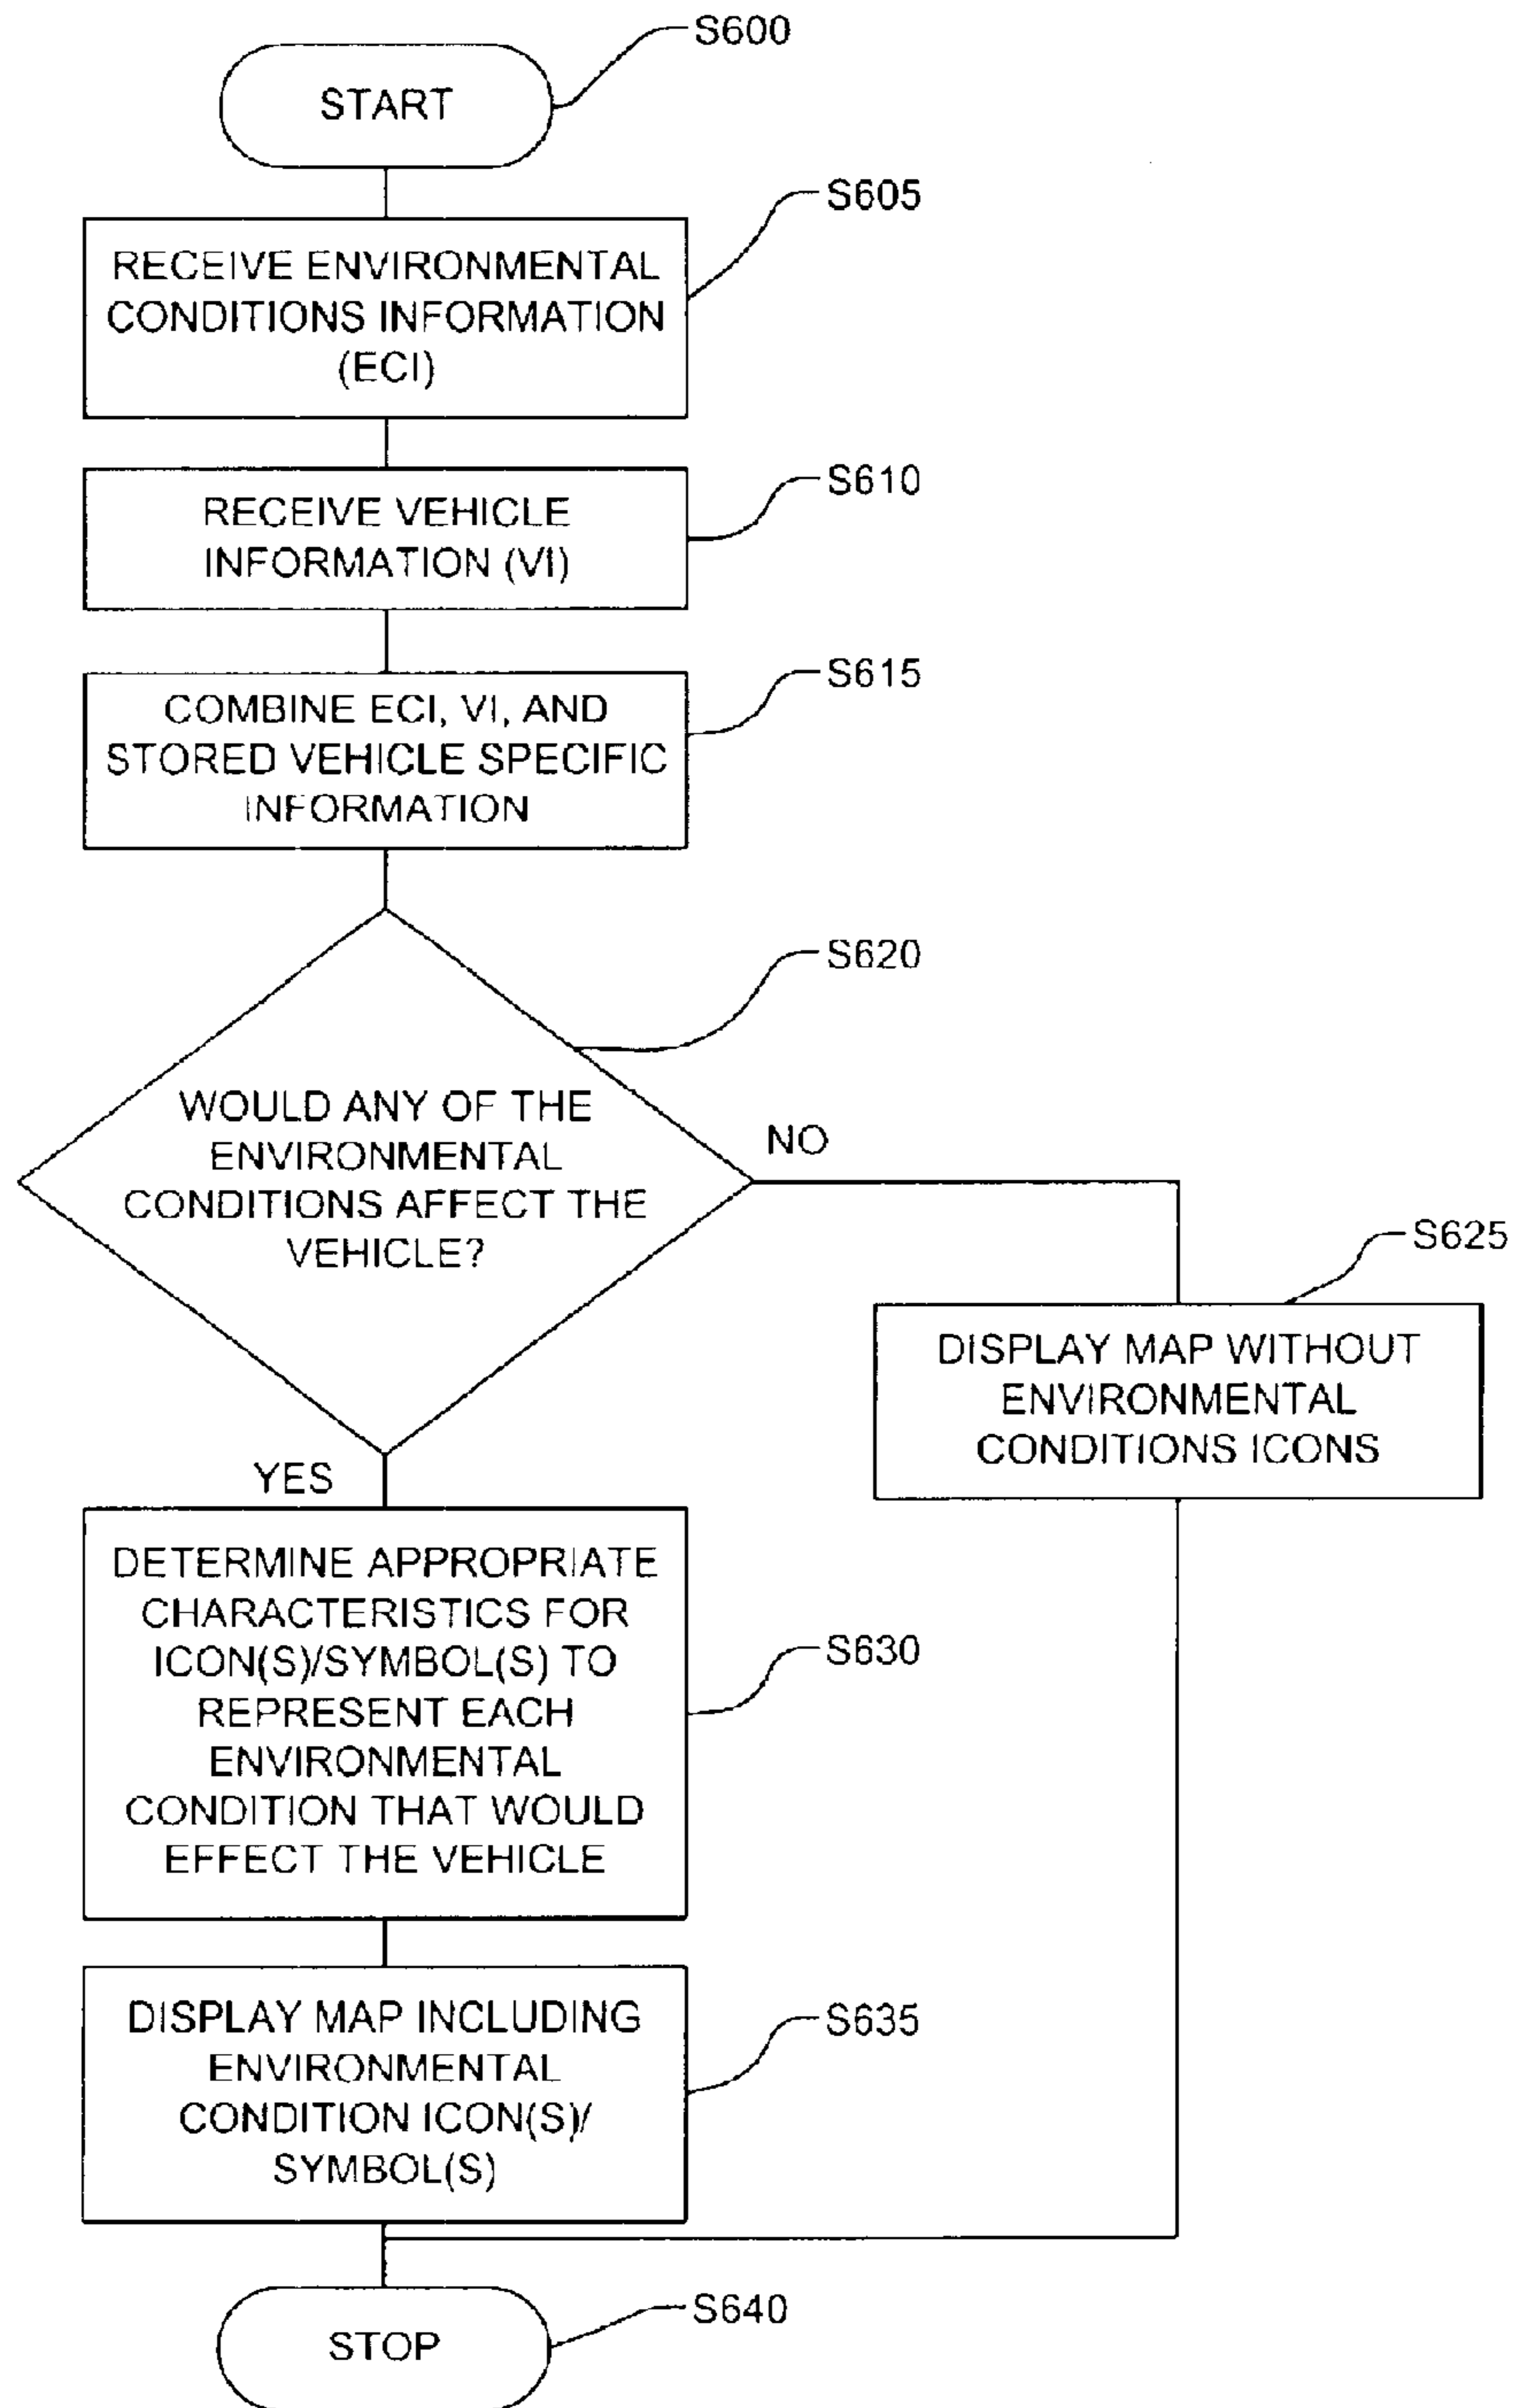 S600
START
S605
RECEIVE ENVIRONMENTAL
CONDITIONS INFORMATION
(ECI)
S610
RECEIVE VEHICLE
INFORMATION (VI)
S615
COMBINE ECI, VI, AND
STORED VEHICLE SPECIFIC
INFORMATION
S620
WOULD ANY OF THE
ENVIRONMENTAL
CONDITIONS AFFECT THE
VEHICLE?
NO
S625
DISPLAY MAP WITHOUT
ENVIRONMENTAL
CONDITIONS ICONS
YES
DETERMINE APPROPRIATE
CHARACTERISTICS FOR
ICON(S)/SYMBOL(S) TO
REPRESENT EACH
ENVIRONMENTAL
CONDITION THAT WOULD
EFFECT THE VEHICLE
S630
DISPLAY MAP INCLUDING
ENVIRONMENTAL
CONDITION ICON(S)/
SYMBOL(S)
S635
S640
STOP